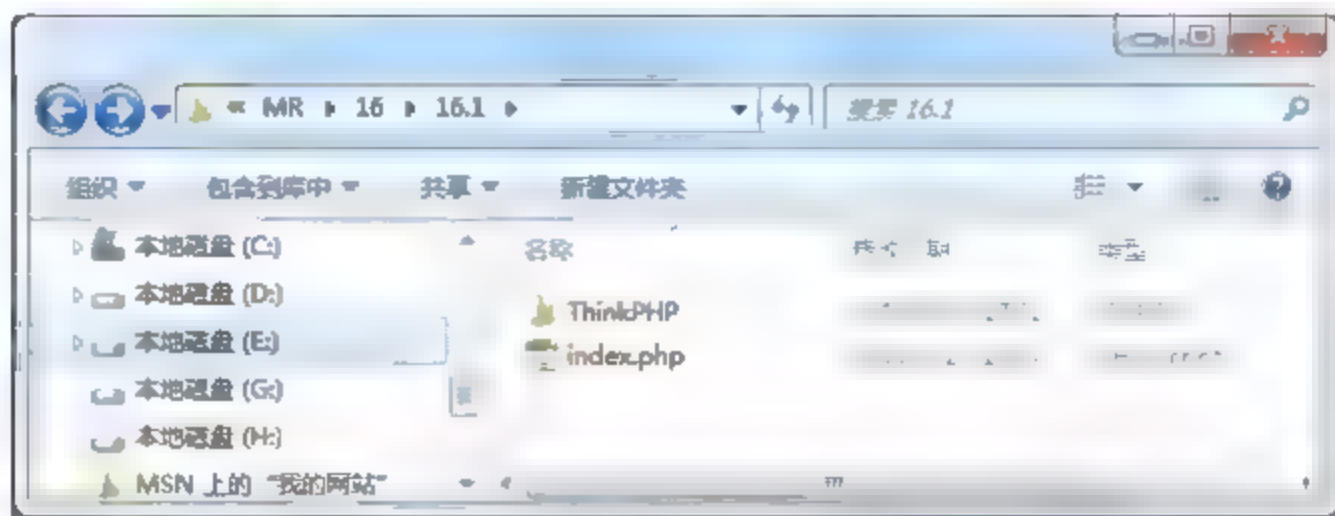 « MR ▶ 16 ▶ 16.1 ▶ 搜索 16.1
组织 包含到库中 共享 新建文件夹
本地磁盘 (C:)
名称
类型
本地磁盘 (D:)
ThinkPHP
本地磁盘 (E:)
index.php
本地磁盘 (G:)
本地磁盘 (H:)
MSN 上的“我的网站”